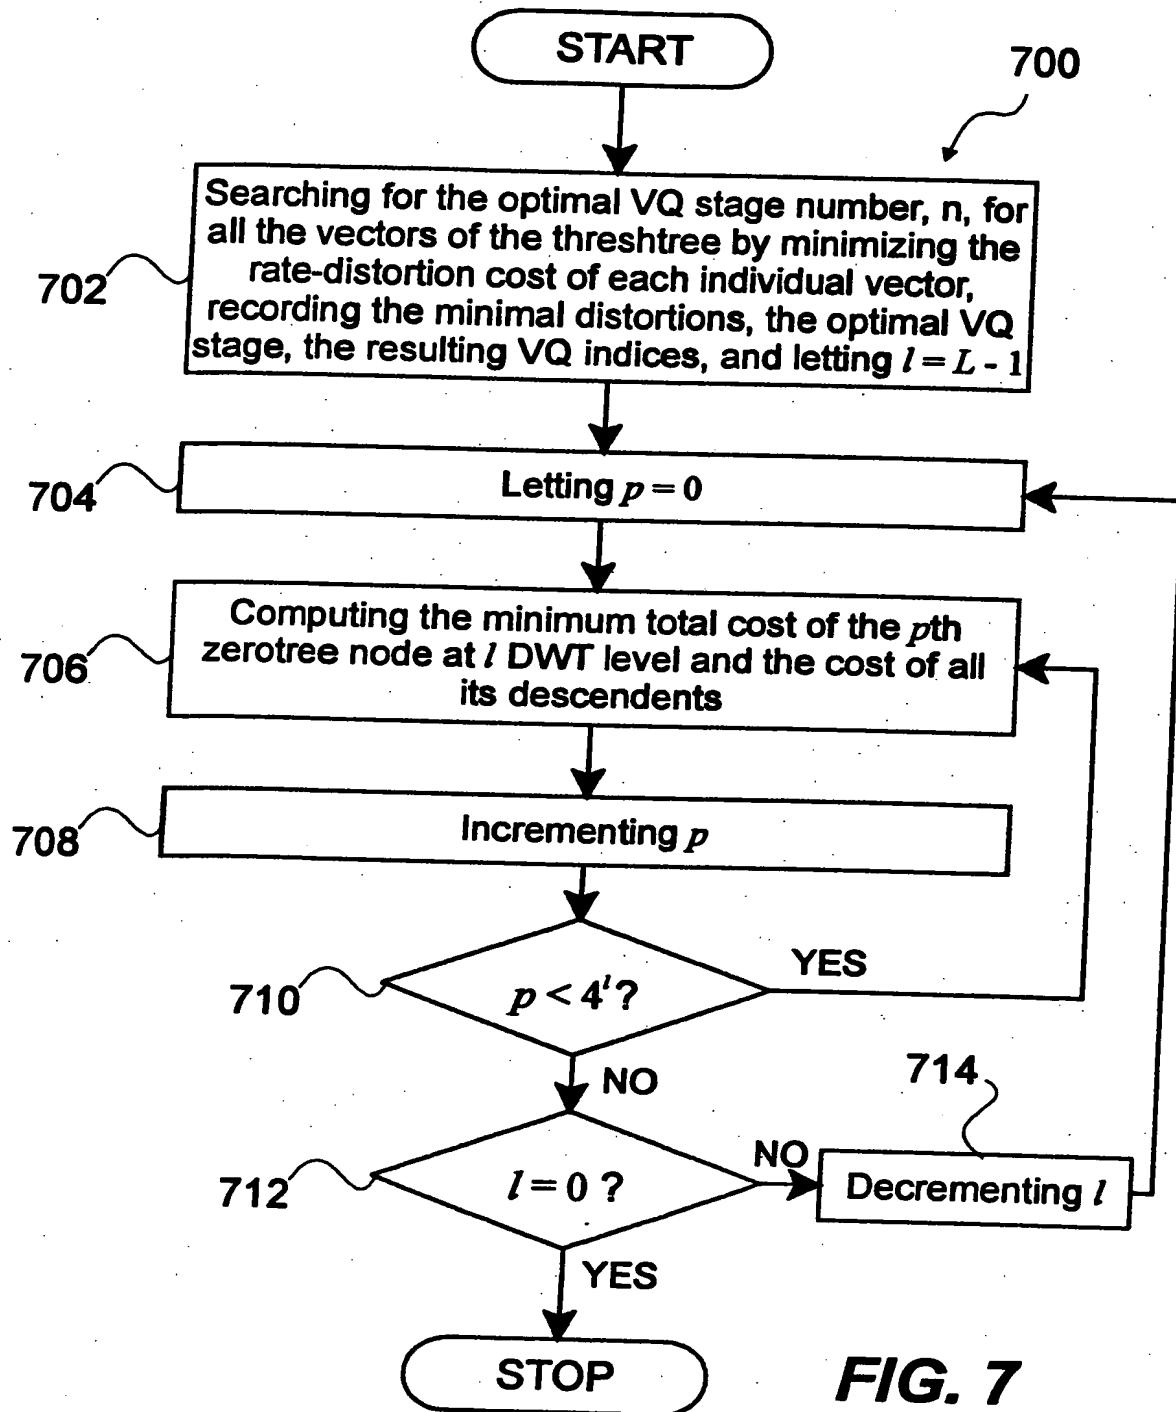 START
700
Searching for the optimal VQ stage number, n, for
all the vectors of the threshtree by minimizing the
rate-distortion cost of each individual vector,
recording the minimal distortions, the optimal VQ
stage, the resulting VQ indices, and letting l = L - 1
702
Letting p = 0
704
Computing the minimum total cost of the pth
zerotree node at l DWT level and the cost of all
its descendents
706
Incrementing p
708
p < 4^l ?
YES
710
NO
714
l = 0 ?
NO
712
Decrementing l
YES
STOP
FIG. 7